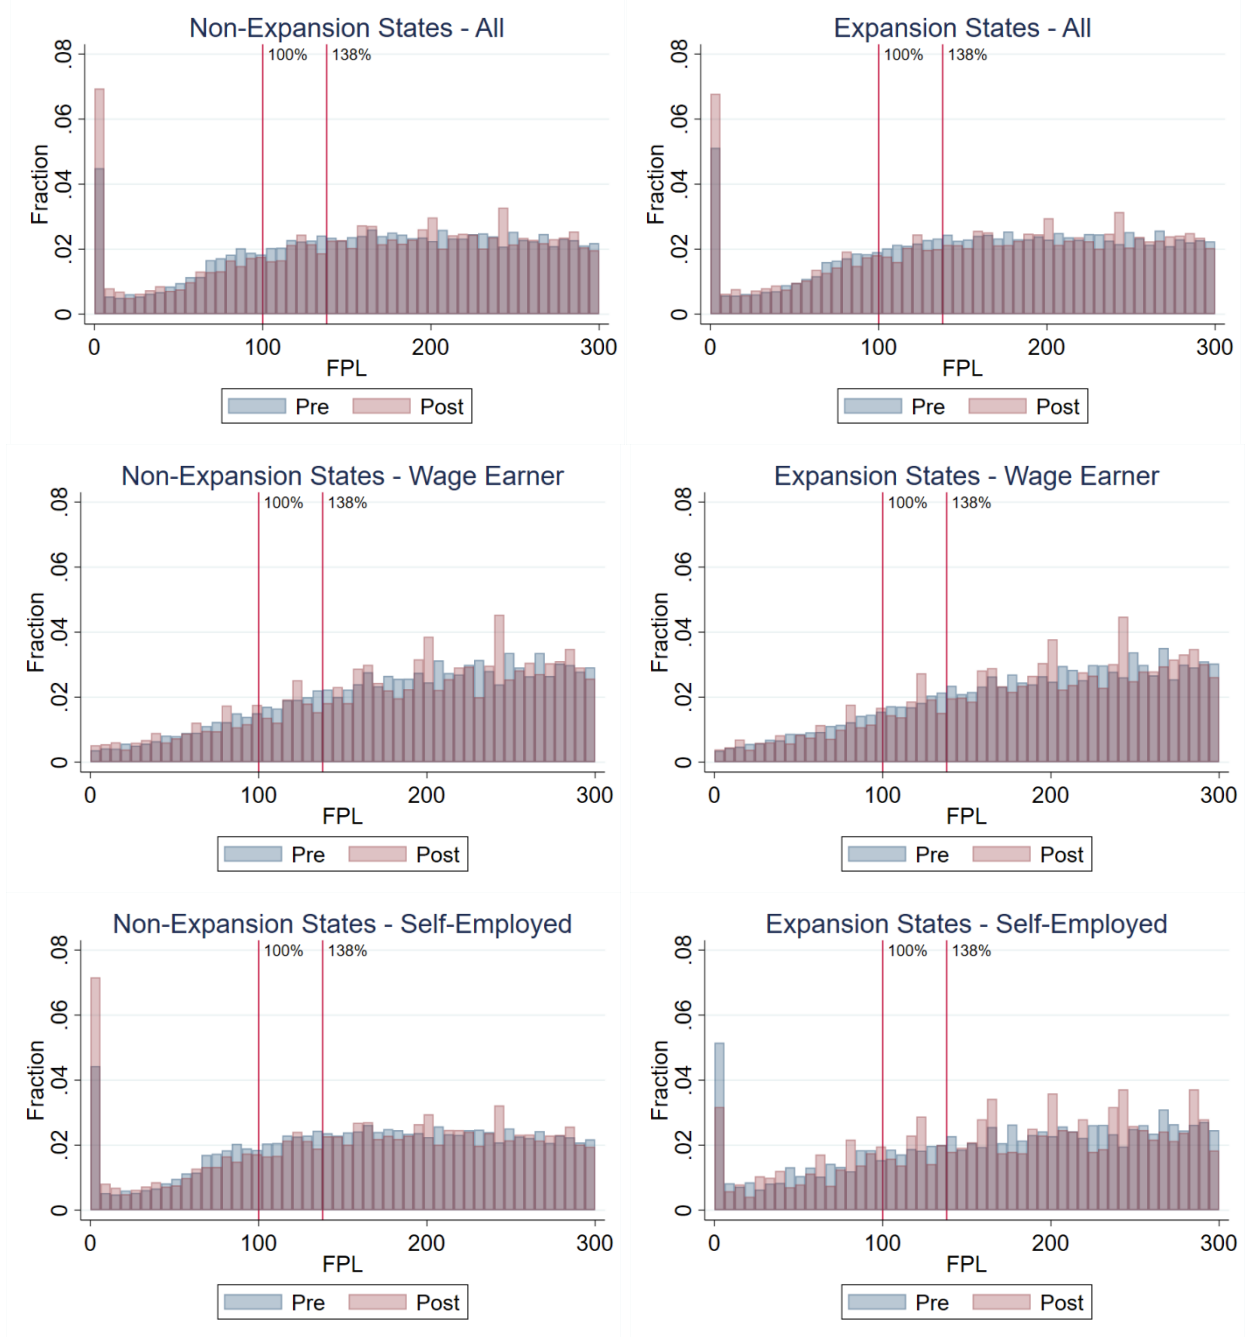 Non-Expansion States - All
.08
100%
138%
.06
Fraction
.04
.02
0
0
100
200
300
FPL
Pre
Post
Expansion States - All
.08
100%
138%
.06
Fraction
.04
.02
0
0
100
200
300
FPL
Pre
Post
Non-Expansion States - Wage Earner
.08
100%
138%
.06
Fraction
.04
.02
0
0
100
200
300
FPL
Pre
Post
Expansion States - Wage Earner
.08
100%
138%
.06
Fraction
.04
.02
0
0
100
200
300
FPL
Pre
Post
Non-Expansion States - Self-Employed
.08
100%
138%
.06
Fraction
.04
.02
0
0
100
200
300
FPL
Pre
Post
Expansion States - Self-Employed
.08
100%
138%
.06
Fraction
.04
.02
0
0
100
200
300
FPL
Pre
Post